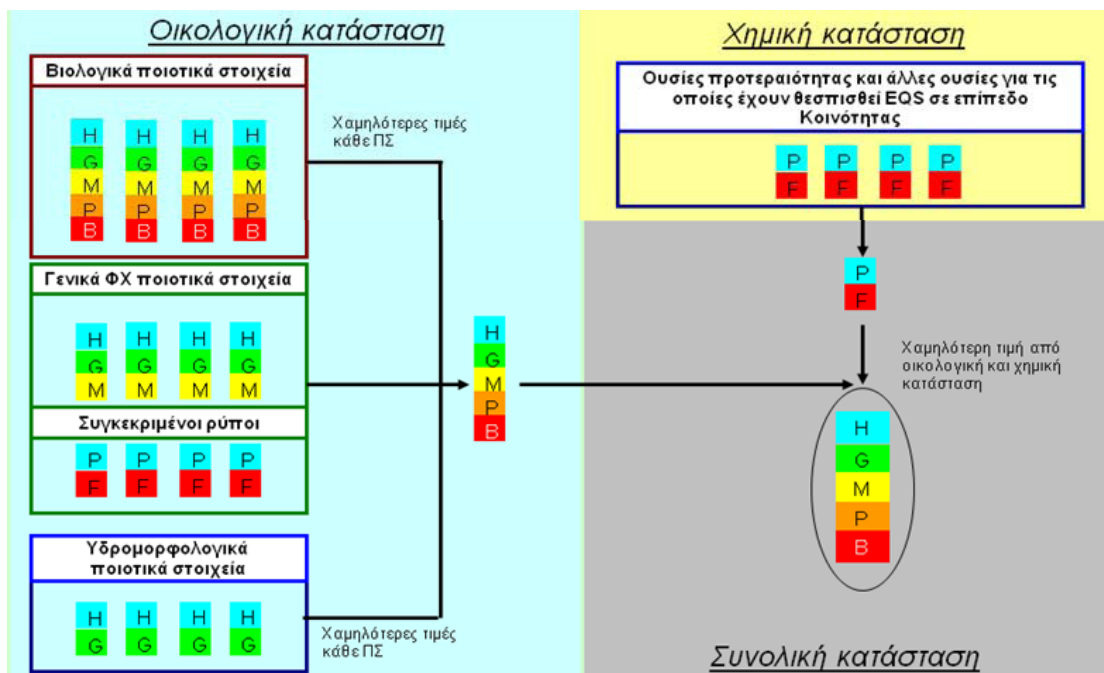 Οικολογική κατάσταση
Βιολογικά ποιοτικά στοιχεία
H H H H
G G G G
M M M M
P P P P
B B B B
Χαμηλότερες τιμές
κάθε ΠΣ
Γενικά ΦΧ ποιοτικά στοιχεία
H H H H
G G G G
M M M M
Συγκεκριμένοι ρύποι
P P P P
F F F F
Υδρομορφολογικά
ποιοτικά στοιχεία
H H H H
G G G G
Χαμηλότερες τιμές
κάθε ΠΣ
H
G
M
P
B
Χημική κατάσταση
Ουσίες προτεραιότητας και άλλες ουσίες για τις
οποίες έχουν θεσπισθεί EQS σε επίπεδο
Κοινότητας
P P P P
F F F F
P
F
Χαμηλότερη τιμή από
οικολογική και χημική
κατάσταση
H
G
M
P
B
Συνολική κατάσταση